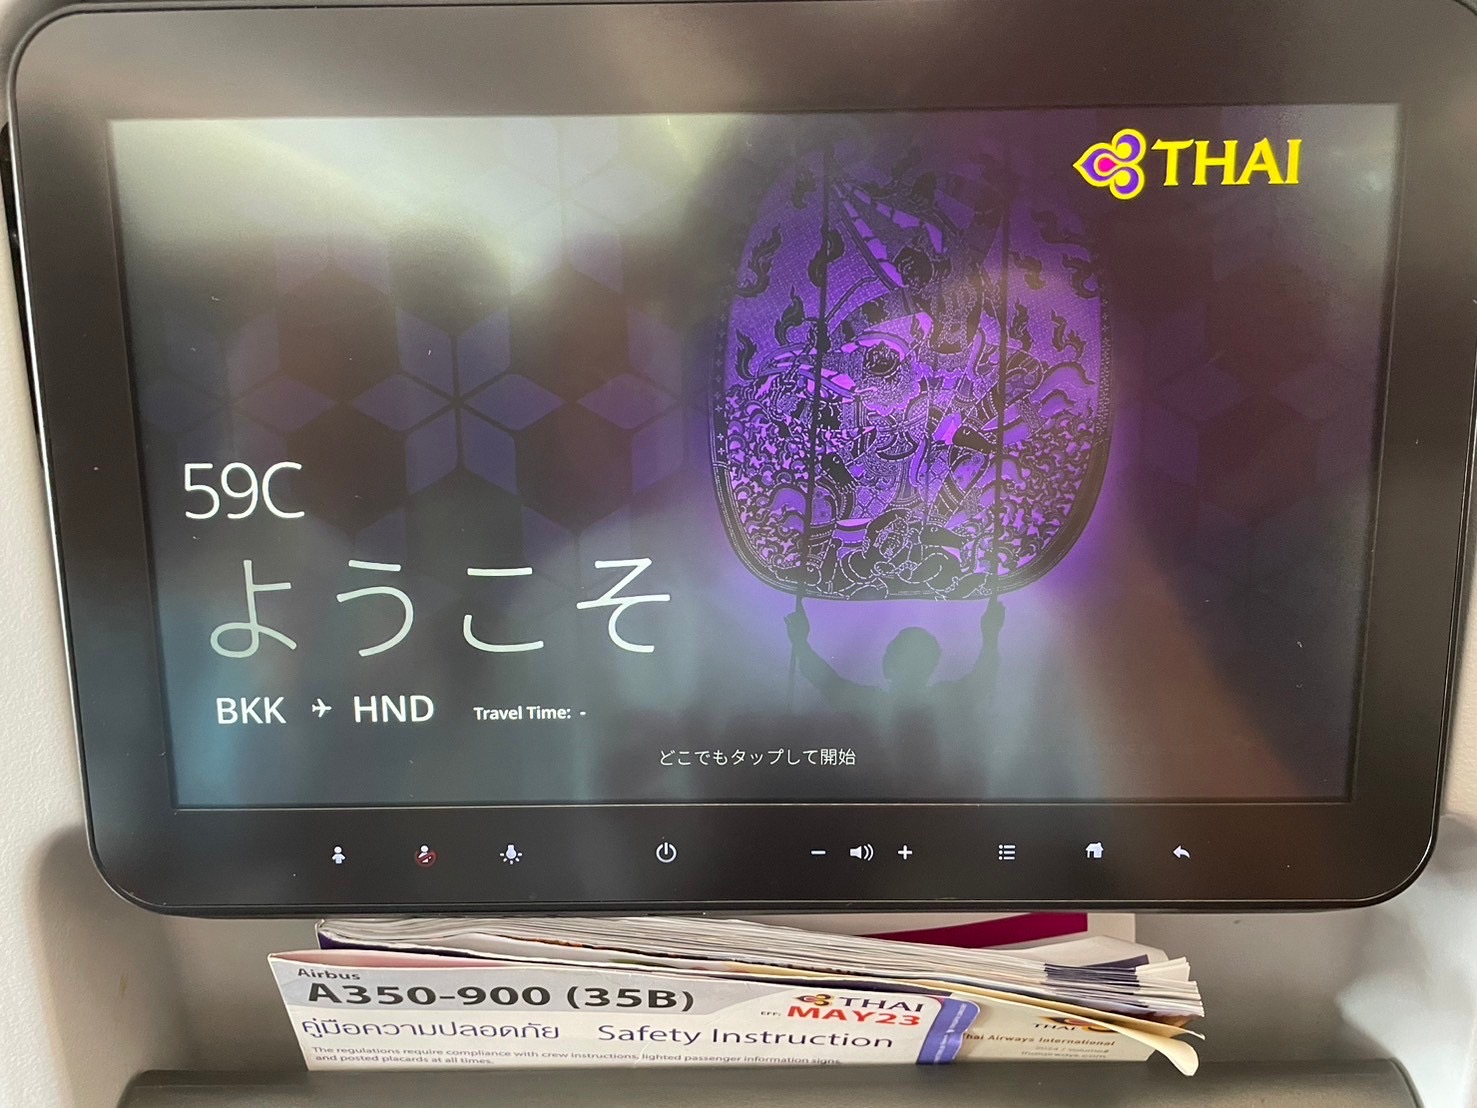 THAI
59C
ようこそ
BKK HND Travel Time: -
どこでもタップして開始
Airbus
A350-900 (35B)
THAI
EFF: MAY23
คู่มือความปลอดภัย Safety Instruction
The regulations require compliance with crew instructions, lighted passenger information signs
and posted placards at all times.
THAI
Thai Airways International